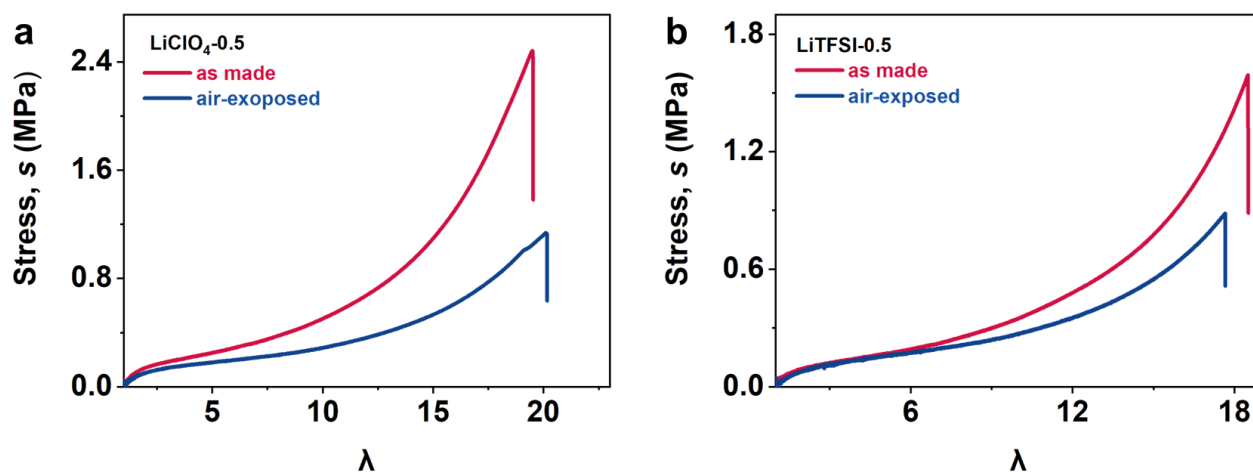 a
LiClO₄-0.5
as made
air-exoposed
Stress, s (MPa)
2.4
1.6
0.8
0.0
5
10
15
20
λ
b
LiTFSI-0.5
as made
air-exposed
Stress, s (MPa)
1.8
1.2
0.6
0.0
6
12
18
λ